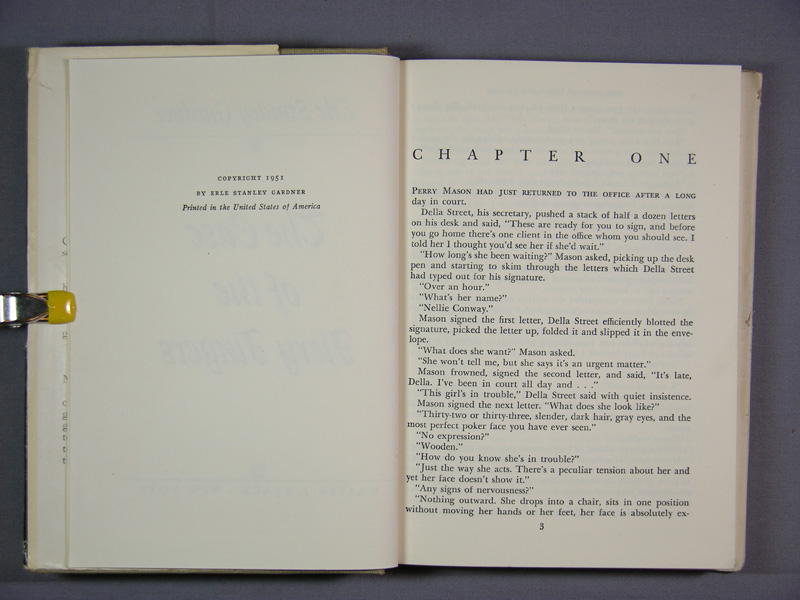 COPYRIGHT 1951
BY ERLE STANLEY GARDNER
Printed in the United States of America
CHAPTER ONE
PERRY MASON HAD JUST RETURNED TO THE OFFICE AFTER A LONG
day in court.
Della Street, his secretary, pushed a stack of half a dozen letters
on his desk and said, "These are ready for you to sign, and before
you go home there's one client in the office whom you should see. I
told her I thought you'd see her if she'd wait."
"How long's she been waiting?" Mason asked, picking up the desk
pen and starting to skim through the letters which Della Street
had typed out for his signature.
"Over an hour."
"What's her name?"
"Nellie Conway."
Mason signed the first letter, Della Street efficiently blotted the
signature, picked the letter up, folded it and slipped it in the enve-
lope.
"What does she want?" Mason asked.
"She won't tell me, but she says it's an urgent matter."
Mason frowned, signed the second letter, and said, "It's late,
Della. I've been in court all day and . . ."
"This girl's in trouble," Della Street said with quiet insistence.
Mason signed the next letter. "What does she look like?"
"Thirty-two or thirty-three, slender, dark hair, gray eyes, and the
most perfect poker face you have ever seen."
"No expression?"
"Wooden."
"How do you know she's in trouble?"
"Just the way she acts. There's a peculiar tension about her and
yet her face doesn't show it."
"Any signs of nervousness?"
"Nothing outward. She drops into a chair, sits in one position
without moving her hands or her feet, her face is absolutely ex-
3